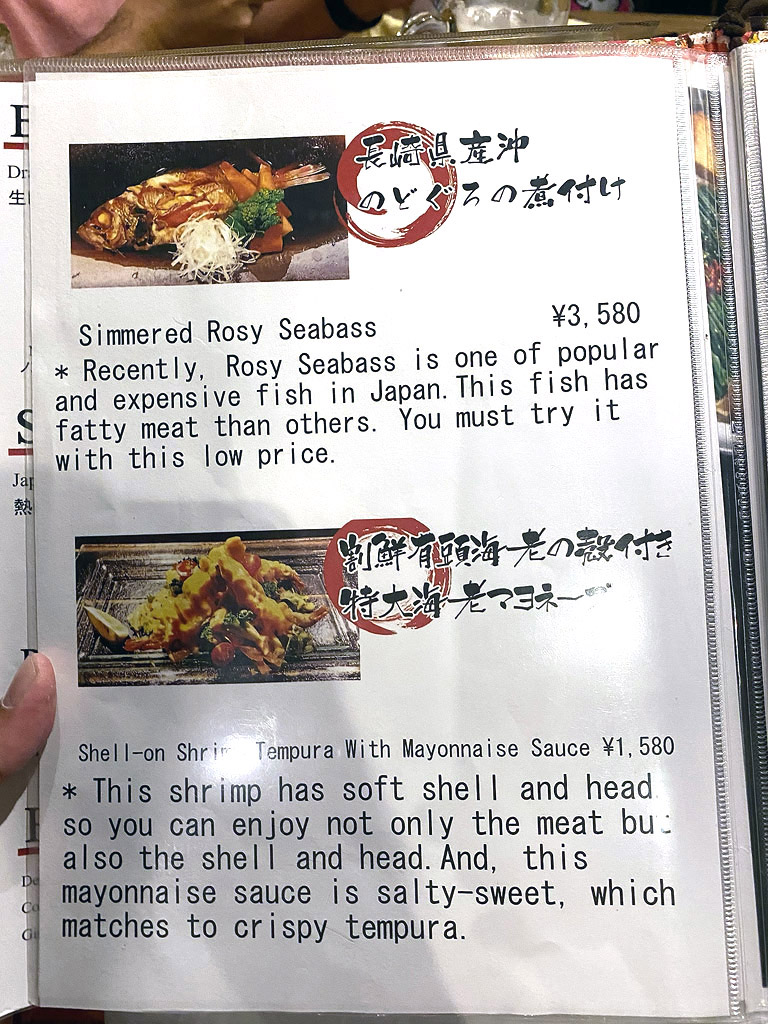 長崎県産沖
のどぐろの煮付け
Simmered Rosy Seabass ¥3,580
* Recently, Rosy Seabass is one of popular
and expensive fish in Japan.This fish has
fatty meat than others. You must try it
with this low price.
割鮮有頭海老の殻付き
特大海老マヨネーズ
Shell-on Shrimp Tempura With Mayonnaise Sauce ¥1,580
* This shrimp has soft shell and head
so you can enjoy not only the meat but
also the shell and head.And, this
mayonnaise sauce is salty-sweet, which
matches to crispy tempura.